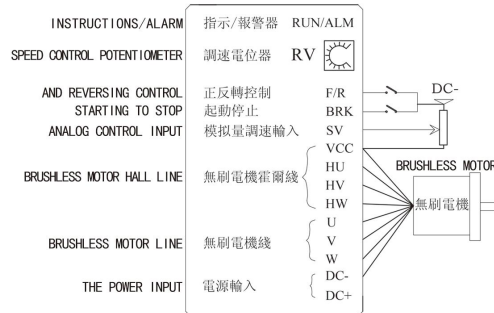 INSTRUCTIONS/ALARM 指示/報警器 RUN/ALM
SPEED CONTROL POTENTIOMETER 調速電位器 RV
AND REVERSING CONTROL 正反轉控制 F/R DC-
STARTING TO STOP 起動停止 BRK
ANALOG CONTROL INPUT 模拟量調速輸入 SV
VCC
HU BRUSHLESS MOTOR
BRUSHLESS MOTOR HALL LINE 無刷電機霍爾綫 HV
HW 無刷電機
U
BRUSHLESS MOTOR LINE 無刷電機綫 V
W
DC-
THE POWER INPUT 電源輸入 DC+